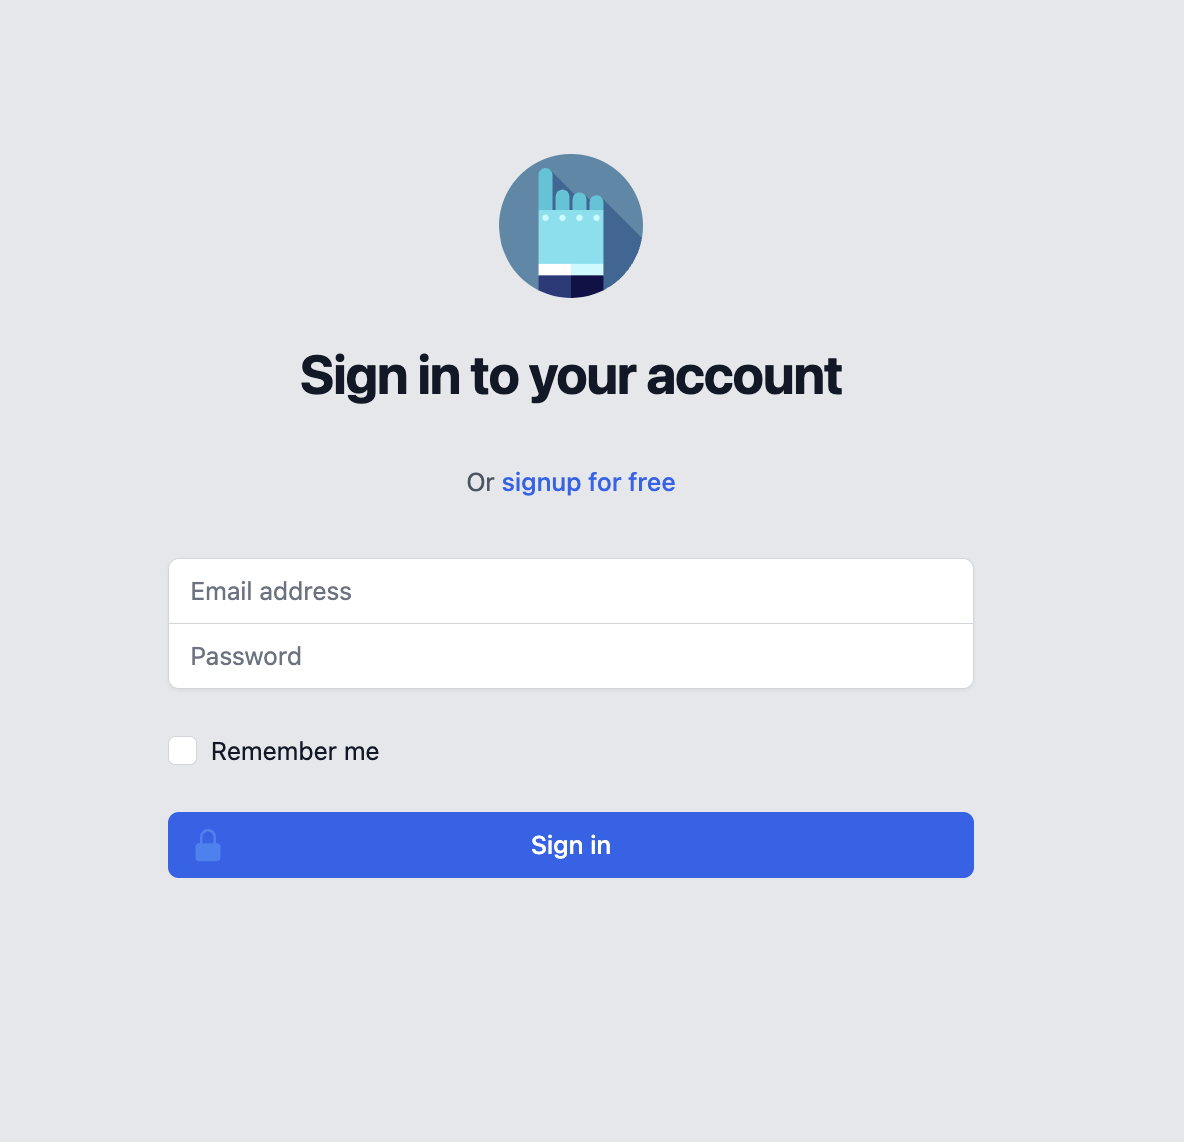 Sign in to your account
Or signup for free
Email address
Password
Remember me
Sign in